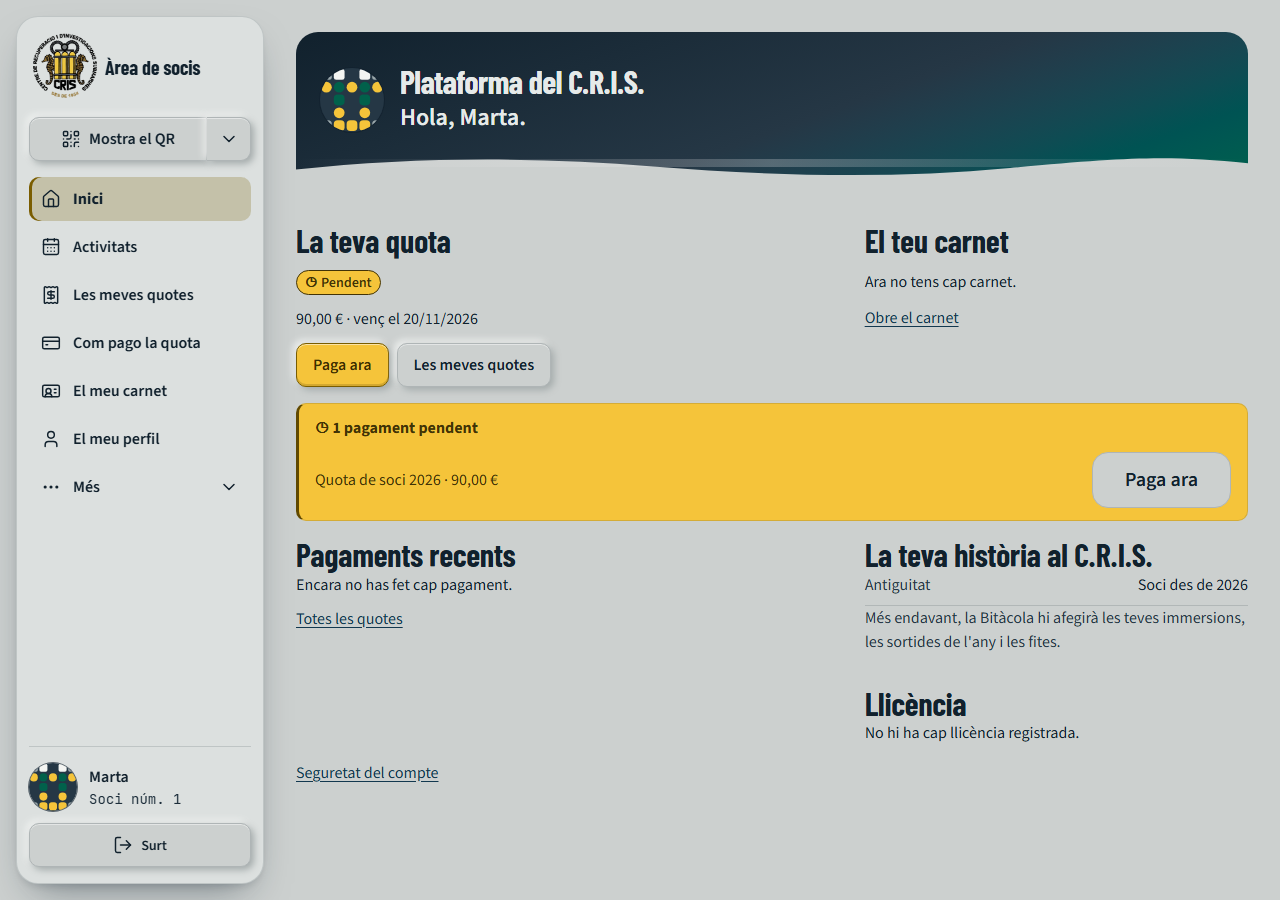 CENTRE DE RECUPERACIÓ I D'INVESTIGACIONS SUBMARINES
CRIS
Àrea de socis
Mostra el QR
Inici
Activitats
Les meves quotes
Com pago la quota
El meu carnet
El meu perfil
Més
Marta
Soci núm. 1
Surt
Plataforma del C.R.I.S.
Hola, Marta.
La teva quota
Pendent
90,00 € · venç el 20/11/2026
Paga ara
Les meves quotes
El teu carnet
Ara no tens cap carnet.
Obre el carnet
1 pagament pendent
Quota de soci 2026 · 90,00 €
Paga ara
Pagaments recents
Encara no has fet cap pagament.
Totes les quotes
La teva història al C.R.I.S.
Antiguitat Soci des de 2026
Més endavant, la Bitàcola hi afegirà les teves immersions,
les sortides de l'any i les fites.
Llicència
No hi ha cap llicència registrada.
Seguretat del compte